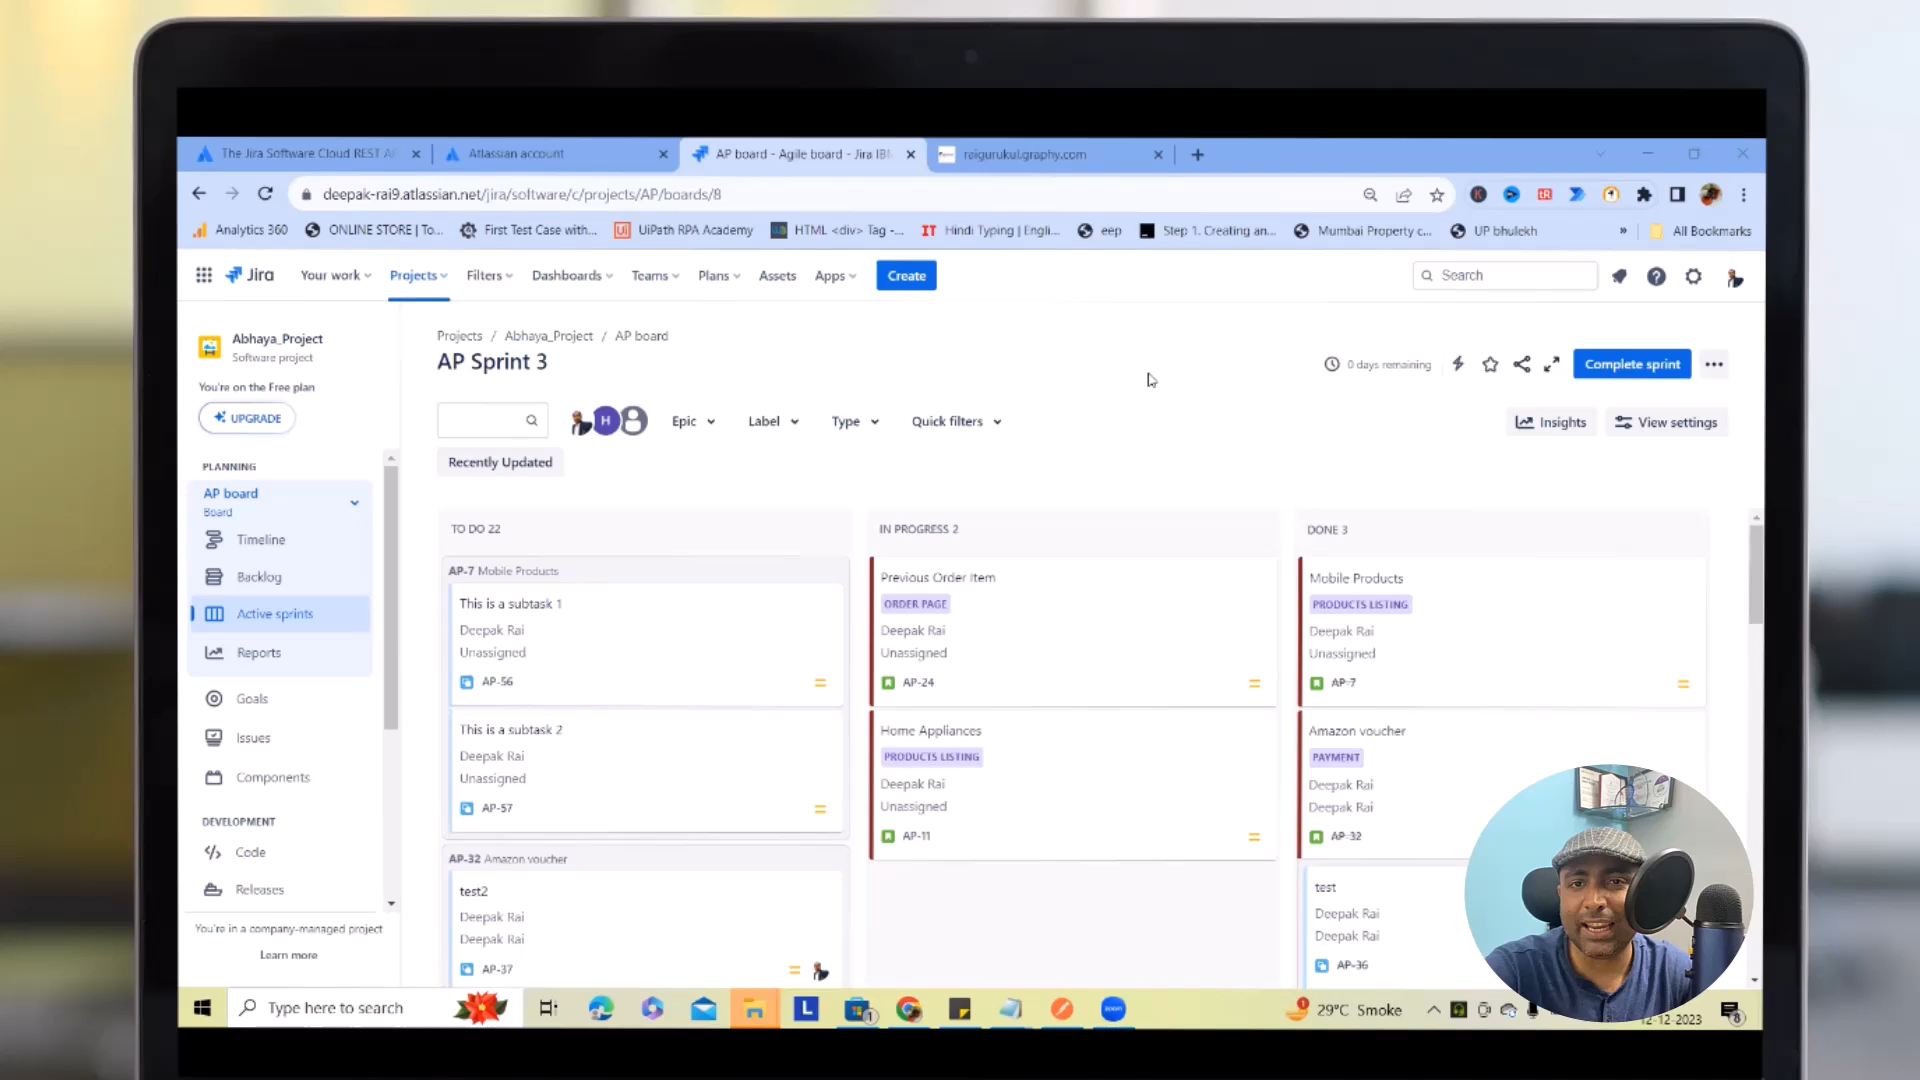 The Jira Software Cloud REST A
Atlassian account
AP board - Agile board - Jira IB
raigurukul.graphy.com
deepak-rai9.atlassian.net/jira/software/c/projects/AP/boards/8
Analytics 360
ONLINE STORE | To...
First Test Case with...
UiPath RPA Academy
HTML <div> Tag -...
IT Hindi Typing | Engli...
eep
Step 1. Creating an...
Mumbai Property c...
UP bhulekh
»
All Bookmarks
Jira
Your work
Projects
Filters
Dashboards
Teams
Plans
Assets
Apps
Create
Search
Abhaya_Project
Software project
You're on the Free plan
UPGRADE
PLANNING
AP board
Board
Timeline
Backlog
Active sprints
Reports
Goals
Issues
Components
DEVELOPMENT
Code
Releases
You're in a company-managed project
Learn more
Projects / Abhaya_Project / AP board
AP Sprint 3
0 days remaining
Complete sprint
H
Epic
Label
Type
Quick filters
Insights
View settings
Recently Updated
TO DO 22
AP-7 Mobile Products
This is a subtask 1
Deepak Rai
Unassigned
AP-56
This is a subtask 2
Deepak Rai
Unassigned
AP-57
AP-32 Amazon voucher
test2
Deepak Rai
Deepak Rai
AP-37
IN PROGRESS 2
Previous Order Item
ORDER PAGE
Deepak Rai
Unassigned
AP-24
Home Appliances
PRODUCTS LISTING
Deepak Rai
Unassigned
AP-11
DONE 3
Mobile Products
PRODUCTS LISTING
Deepak Rai
Unassigned
AP-7
Amazon voucher
PAYMENT
Deepak Rai
Deepak Rai
AP-32
test
Deepak Rai
Deepak Rai
AP-36
Type here to search
29°C Smoke
12-12-2023
8